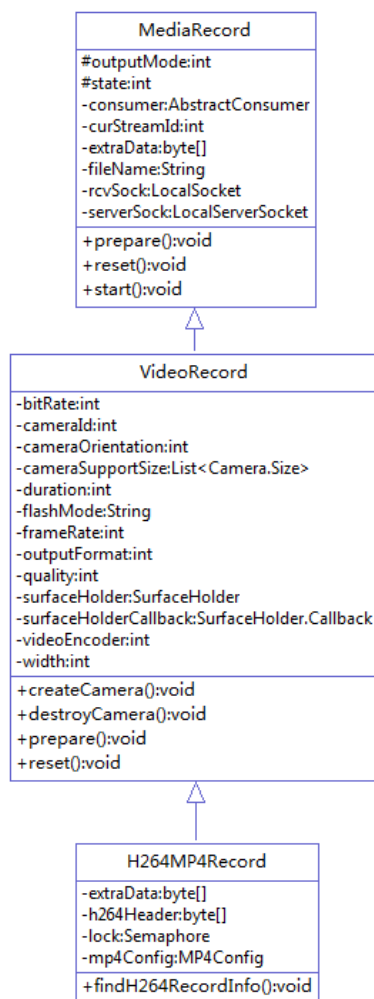 MediaRecord
#outputMode:int
#state:int
-consumer:AbstractConsumer
-curStreamId:int
-extraData:byte[]
-fileName:String
-rcvSock:LocalSocket
-serverSock:LocalServerSocket
+prepare():void
+reset():void
+start():void
VideoRecord
-bitRate:int
-cameraId:int
-cameraOrientation:int
-cameraSupportSize:List<Camera.Size>
-duration:int
-flashMode:String
-frameRate:int
-outputFormat:int
-quality:int
-surfaceHolder:SurfaceHolder
-surfaceHolderCallback:SurfaceHolder.Callback
-videoEncoder:int
-width:int
+createCamera():void
+destroyCamera():void
+prepare():void
+reset():void
H264MP4Record
-extraData:byte[]
-h264Header:byte[]
-lock:Semaphore
-mp4Config:MP4Config
+findH264RecordInfo():void